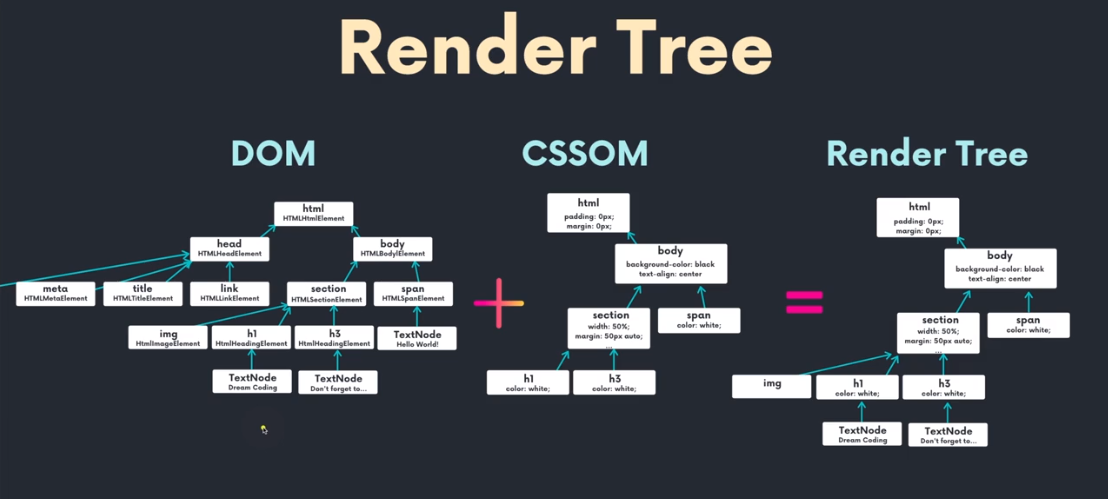 Render Tree
DOM
html
HTMLHtmlElement
head
HTMLHeadElement
body
HTMLBodylElement
meta
HTMLMetaElement
title
HTMLTitleElement
link
HTMLLinkElement
section
HTMLSectionElement
span
HTMLSpanElement
img
HtmlImageElement
h1
HtmlHeadingElement
h3
HtmlHeadingElement
TextNode
Hello World!
TextNode
Dream Coding
TextNode
Don't forget to...
+
CSSOM
html
padding: 0px;
margin: 0px;
body
background-color: black
text-align: center
section
width: 50%;
margin: 50px auto;
...
span
color: white;
h1
color: white;
h3
color: white;
=
Render Tree
html
padding: 0px;
margin: 0px;
body
background-color: black
text-align: center
section
width: 50%;
margin: 50px auto;
...
span
color: white;
img
h1
color: white;
h3
color: white;
TextNode
Dream Coding
TextNode
Don't forget to...